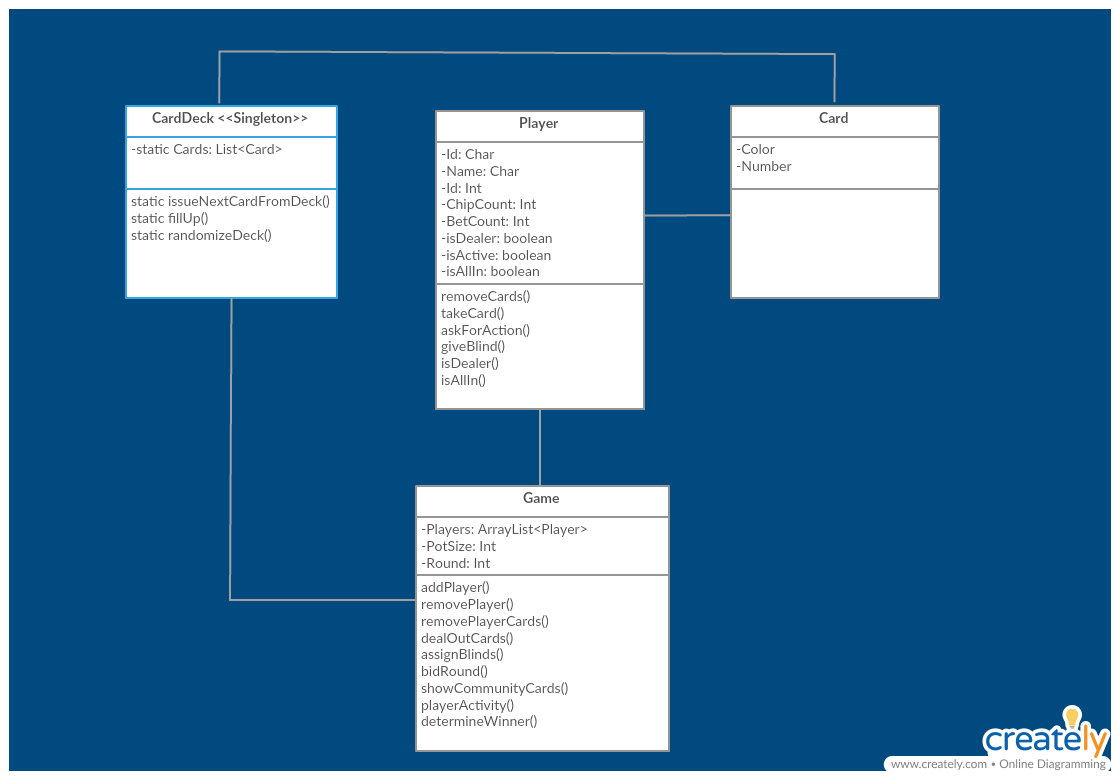 CardDeck <<Singleton>>
-static Cards: List<Card>
static issueNextCardFromDeck()
static fillUp()
static randomizeDeck()
Player
-Id: Char
-Name: Char
-Id: Int
-ChipCount: Int
-BetCount: Int
-isDealer: boolean
-isActive: boolean
-isAllIn: boolean
removeCards()
takeCard()
askForAction()
giveBlind()
isDealer()
isAllIn()
Card
-Color
-Number
Game
-Players: ArrayList<Player>
-PotSize: Int
-Round: Int
addPlayer()
removePlayer()
removePlayerCards()
dealOutCards()
assignBlinds()
bidRound()
showCommunityCards()
playerActivity()
determineWinner()
creately
www.creately.com • Online Diagramming